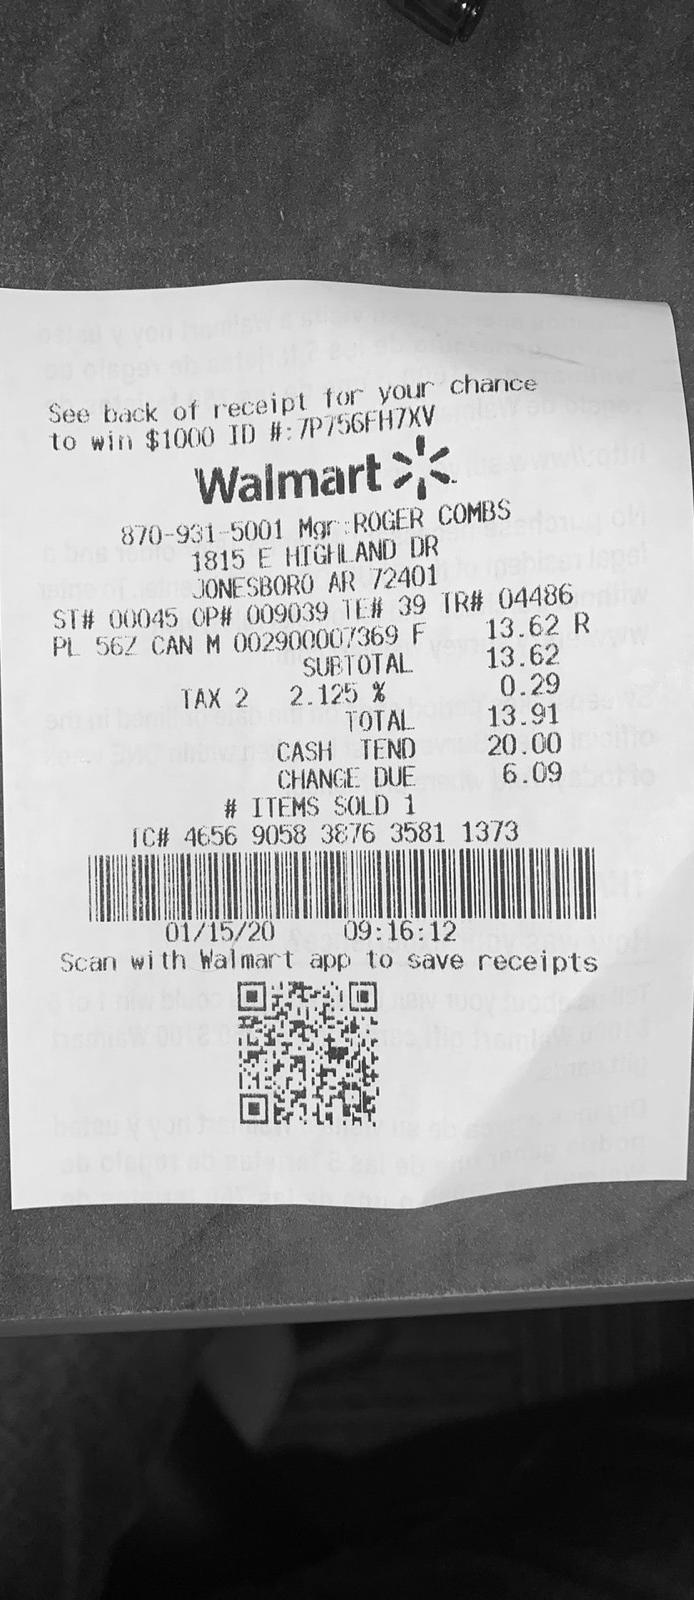 See back of receipt for your chance
to win $1000 ID #:7P756FH7XV
Walmart
870-931-5001 Mgr:ROGER COMBS
1815 E HIGHLAND DR
JONESBORO AR 72401
ST# 00045 OP# 009039 TE# 39 TR# 04486
PL 56Z CAN M 002900007369 F 13.62 R
SUBTOTAL 13.62
TAX 2 2.125 % 0.29
TOTAL 13.91
CASH TEND 20.00
CHANGE DUE 6.09
# ITEMS SOLD 1
TC# 4656 9058 3876 3581 1373
01/15/20 09:16:12
Scan with Walmart app to save receipts